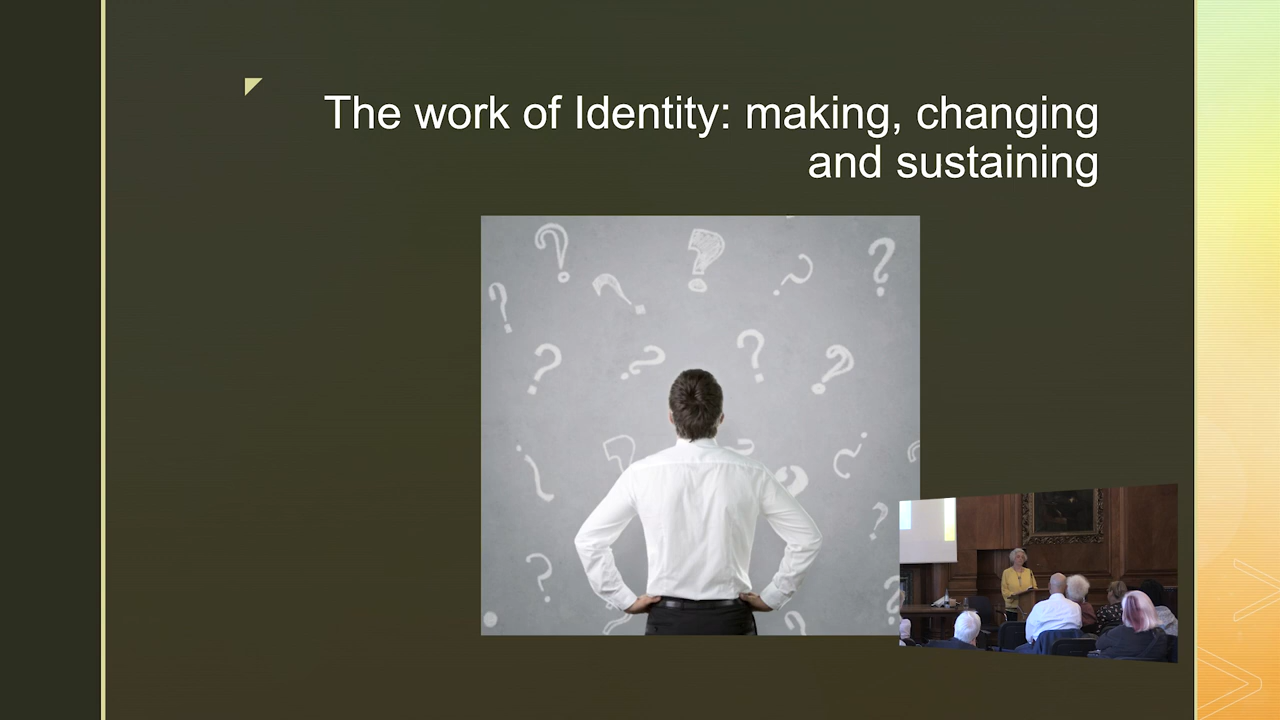 The work of Identity: making, changing
and sustaining